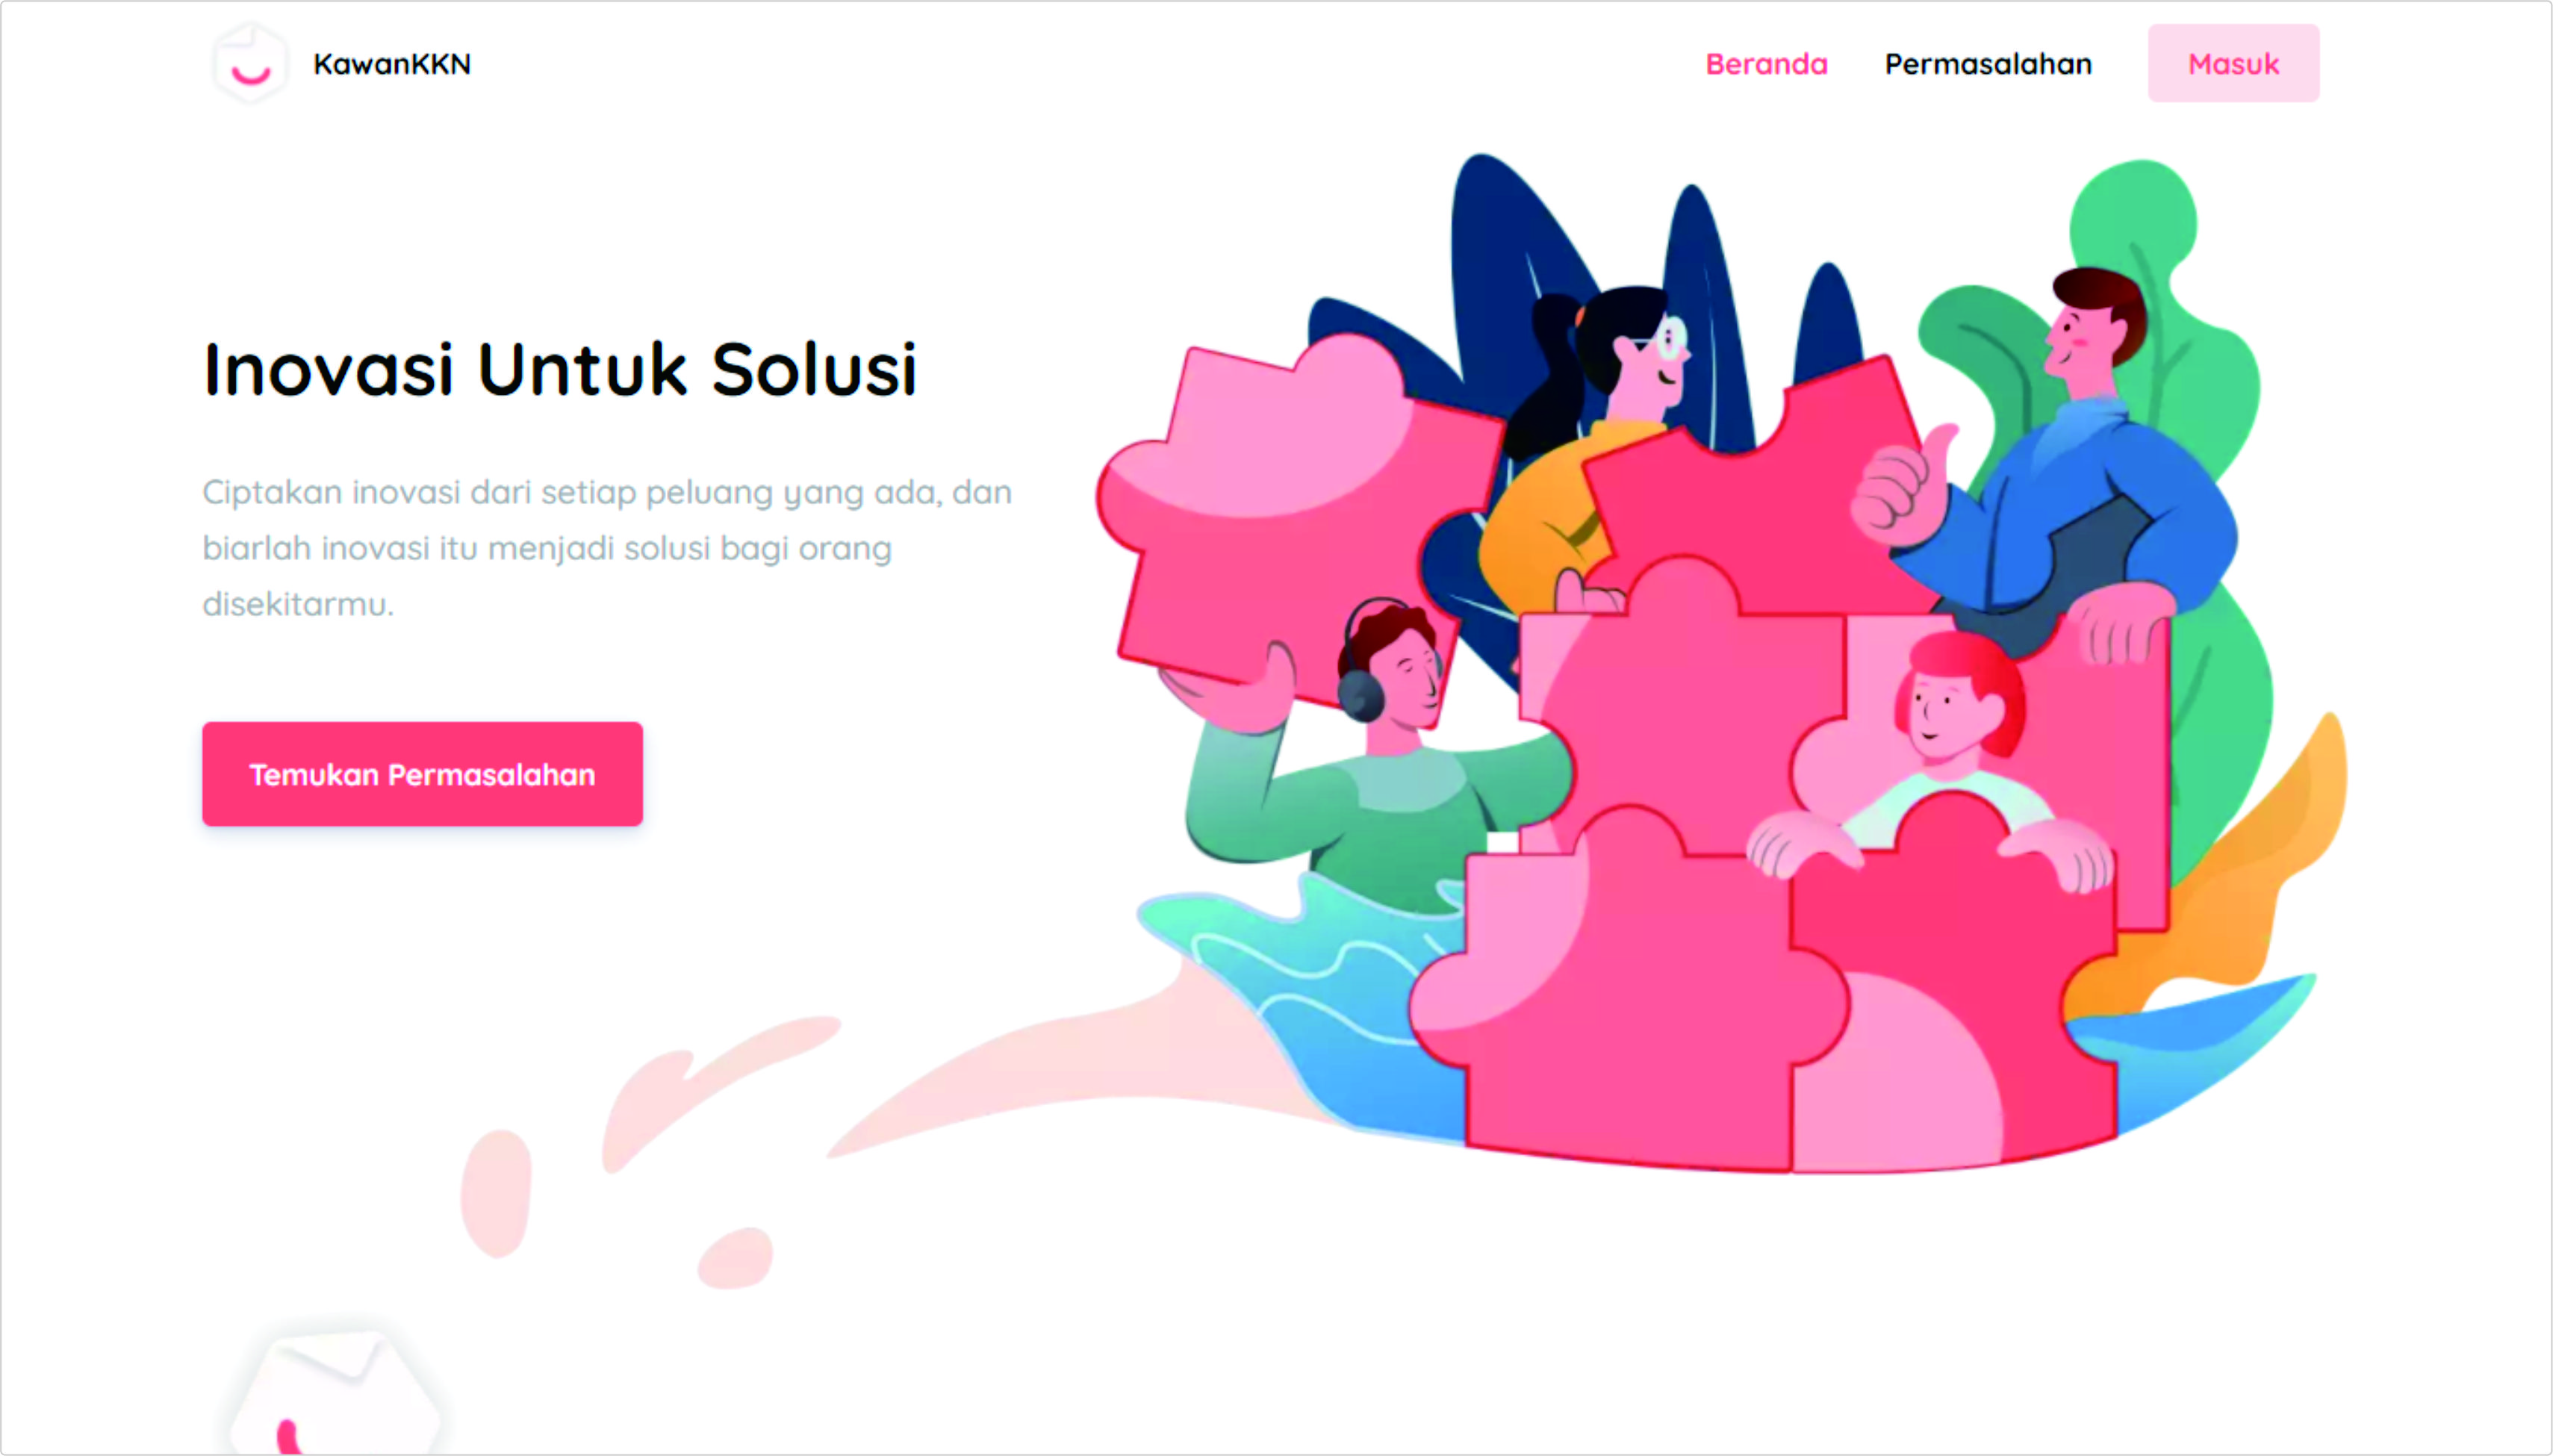 KawanKKN
Beranda
Permasalahan
Masuk
Inovasi Untuk Solusi
Ciptakan inovasi dari setiap peluang yang ada, dan
biarlah inovasi itu menjadi solusi bagi orang
disekitarmu.
Temukan Permasalahan